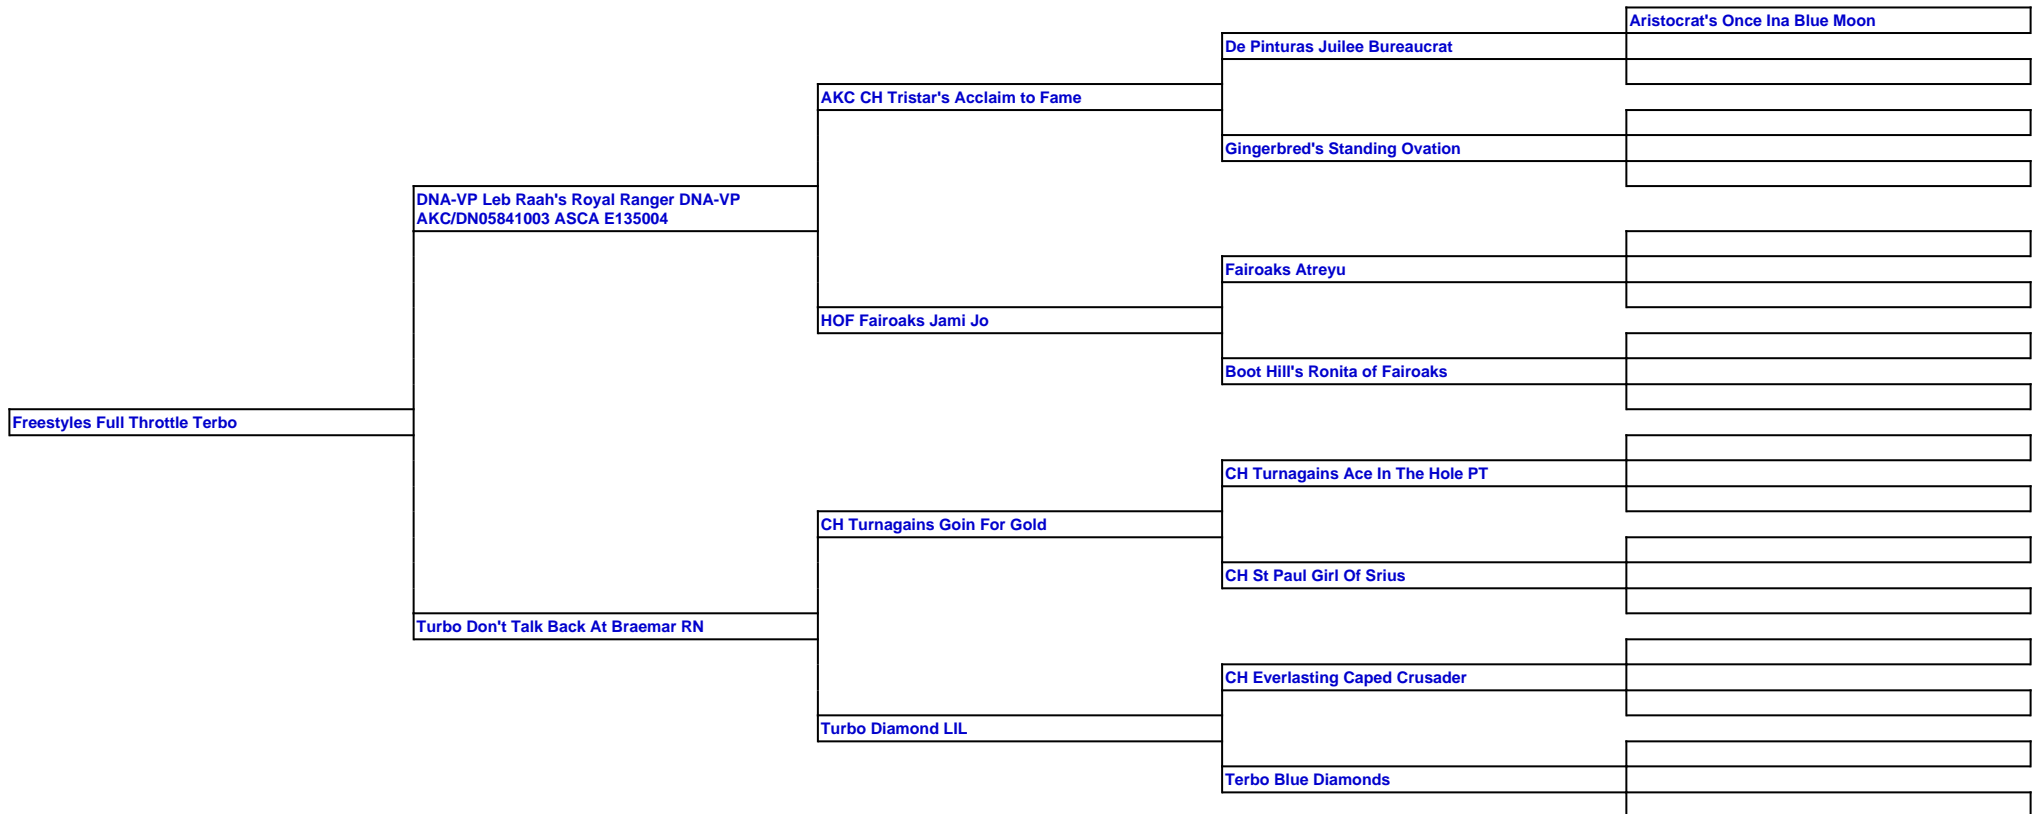 Aristocrat's Once Ina Blue Moon
De Pinturas Juilee Bureaucrat
AKC CH Tristar's Acclaim to Fame
Gingerbred's Standing Ovation
DNA-VP Leb Raah's Royal Ranger DNA-VP
AKC/DN05841003 ASCA E135004
Fairoaks Atreyu
HOF Fairoaks Jami Jo
Boot Hill's Ronita of Fairoaks
Freestyles Full Throttle Terbo
CH Turnagains Ace In The Hole PT
CH Turnagains Goin For Gold
CH St Paul Girl Of Srius
Turbo Don't Talk Back At Braemar RN
CH Everlasting Caped Crusader
Turbo Diamond LIL
Terbo Blue Diamonds